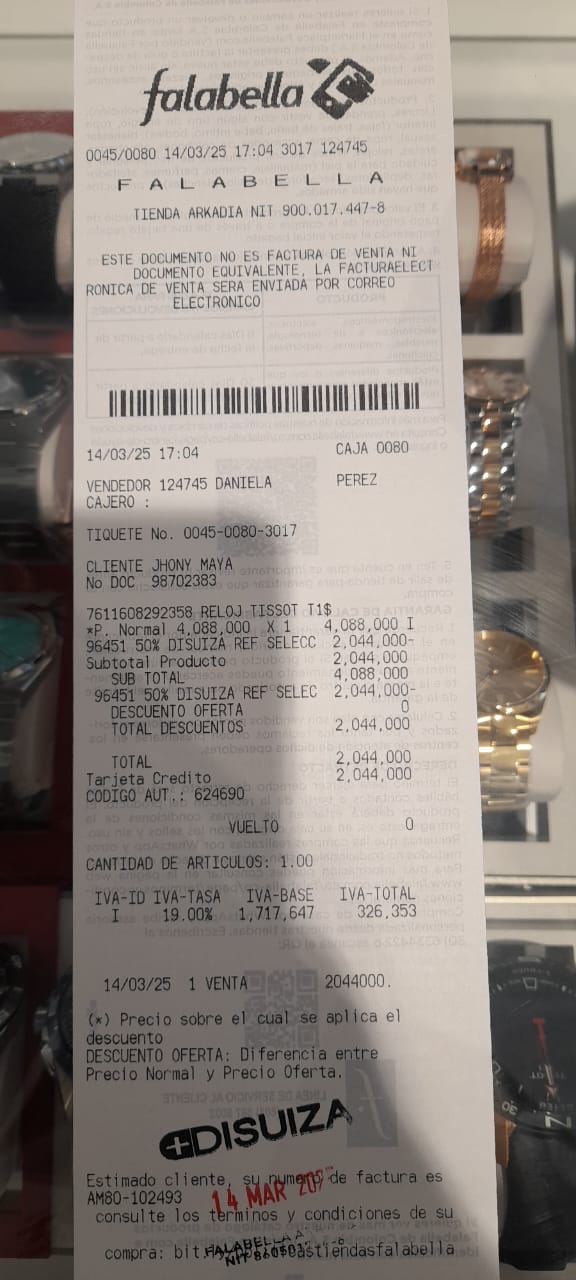 falabella
0045/0080 14/03/25 17:04 3017 124745
F A L A B E L L A
TIENDA ARKADIA NIT 900.017.447-8
ESTE DOCUMENTO NO ES FACTURA DE VENTA NI
DOCUMENTO EQUIVALENTE, LA FACTURAELECT
RONICA DE VENTA SERA ENVIADA POR CORREO
ELECTRONICO
14/03/25 17:04 CAJA 0080
VENDEDOR 124745 DANIELA PEREZ
CAJERO :
TIQUETE No. 0045-0080-3017
CLIENTE JHONY MAYA
No DOC 98702383
7611608292358 RELOJ TISSOT T1$
*P. Normal 4,088,000 X 1 4,088,000 I
96451 50% DISUIZA REF SELECC 2,044,000-
Subtotal Producto 2,044,000
SUB TOTAL 4,088,000
96451 50% DISUIZA REF SELEC 2,044,000-
DESCUENTO OFERTA 0
TOTAL DESCUENTOS 2,044,000
TOTAL 2,044,000
Tarjeta Credito 2,044,000
CODIGO AUT.: 624690
VUELTO 0
CANTIDAD DE ARTICULOS: 1.00
IVA-ID IVA-TASA IVA-BASE IVA-TOTAL
I 19.00% 1,717,647 326,353
14/03/25 1 VENTA 2044000.
(*) Precio sobre el cual se aplica el
descuento
DESCUENTO OFERTA: Diferencia entre
Precio Normal y Precio Oferta.
DISUIZA
Estimado cliente, su numero de factura es
AM80-102493
14 MAR
consulte los terminos y condiciones de su
compra:
FALABELLA
NIT